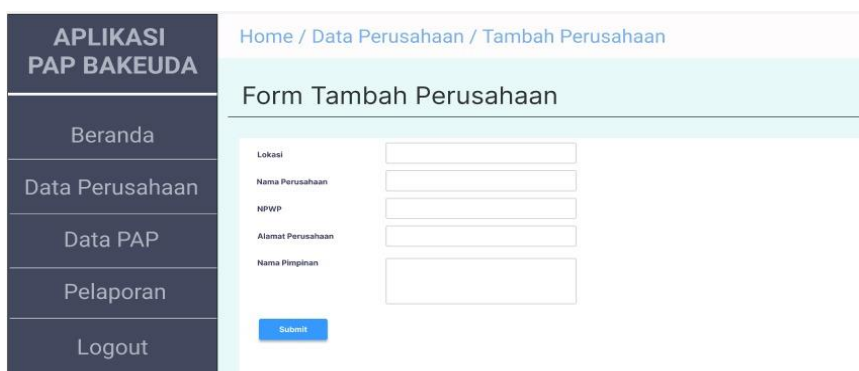 APLIKASI
PAP BAKEUDA
Beranda
Data Perusahaan
Data PAP
Pelaporan
Logout
Home / Data Perusahaan / Tambah Perusahaan
Form Tambah Perusahaan
Lokasi
Nama Perusahaan
NPWP
Alamat Perusahaan
Nama Pimpinan
Submit